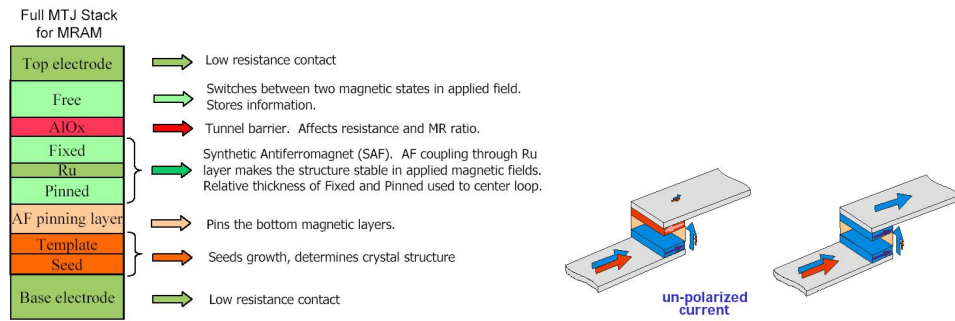 Full MTJ Stack
for MRAM
Top electrode
Low resistance contact
Free
Switches between two magnetic states in applied field.
Stores information.
AlOx
Tunnel barrier. Affects resistance and MR ratio.
Fixed
Ru
Pinned
Synthetic Antiferromagnet (SAF). AF coupling through Ru
layer makes the structure stable in applied magnetic fields.
Relative thickness of Fixed and Pinned used to center loop.
AF pinning layer
Pins the bottom magnetic layers.
Template
Seed
Seeds growth, determines crystal structure
Base electrode
Low resistance contact
un-polarized
current